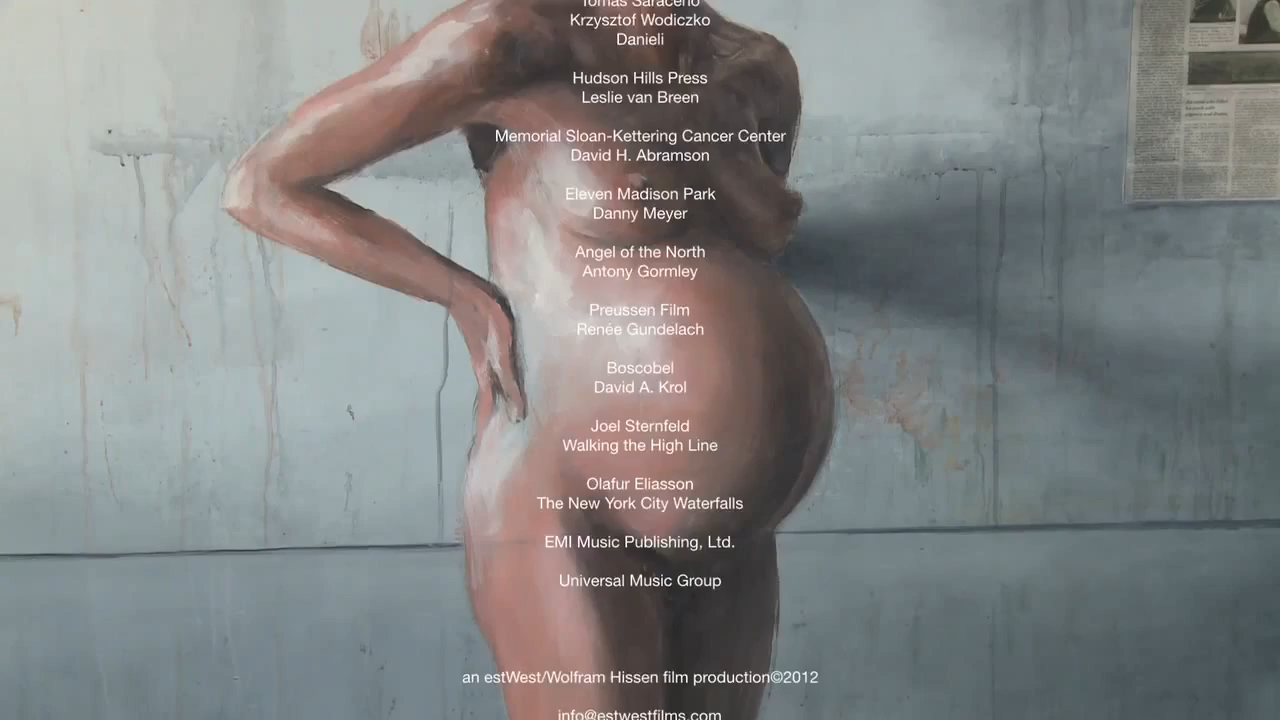 Tomás Saraceno
Krzysztof Wodiczko
Danieli
Hudson Hills Press
Leslie van Breen
Memorial Sloan-Kettering Cancer Center
David H. Abramson
Eleven Madison Park
Danny Meyer
Angel of the North
Antony Gormley
Preussen Film
Renée Gundelach
Boscobel
David A. Krol
Joel Sternfeld
Walking the High Line
Olafur Eliasson
The New York City Waterfalls
EMI Music Publishing, Ltd.
Universal Music Group
an estWest/Wolfram Hissen film production©2012
info@estwestfilms.com